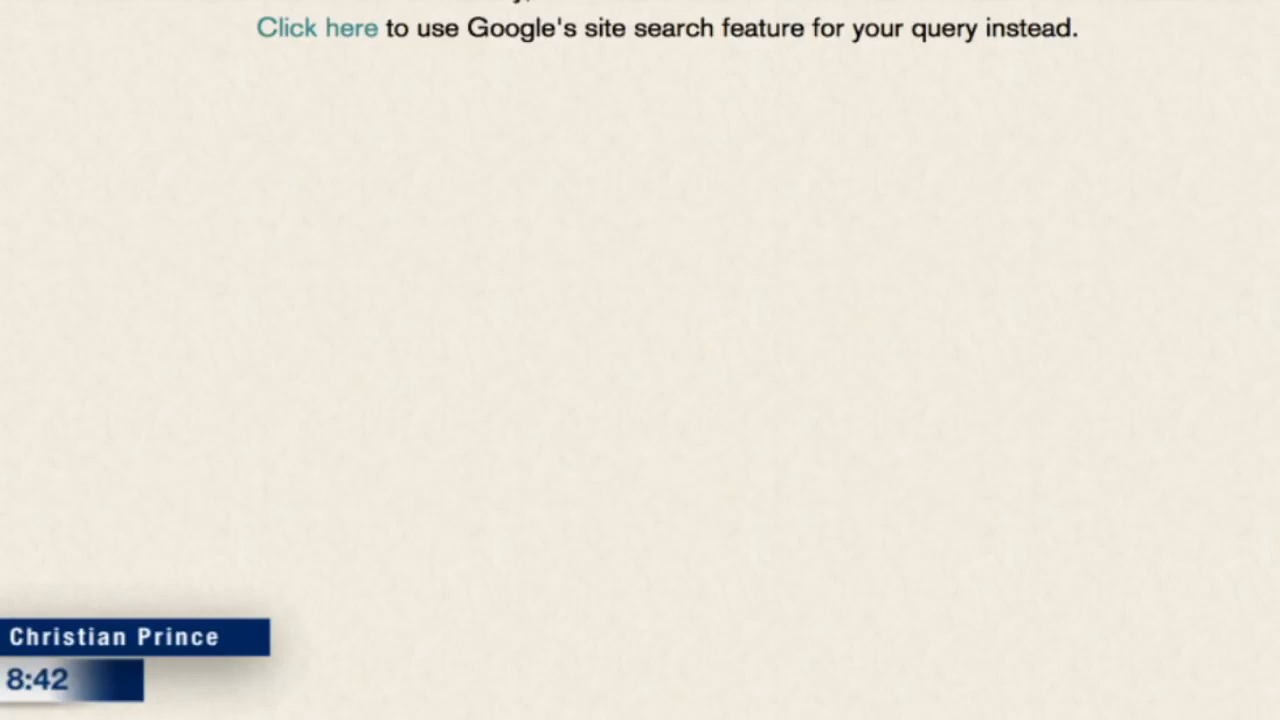 Click here to use Google's site search feature for your query instead.
Christian Prince
8:42